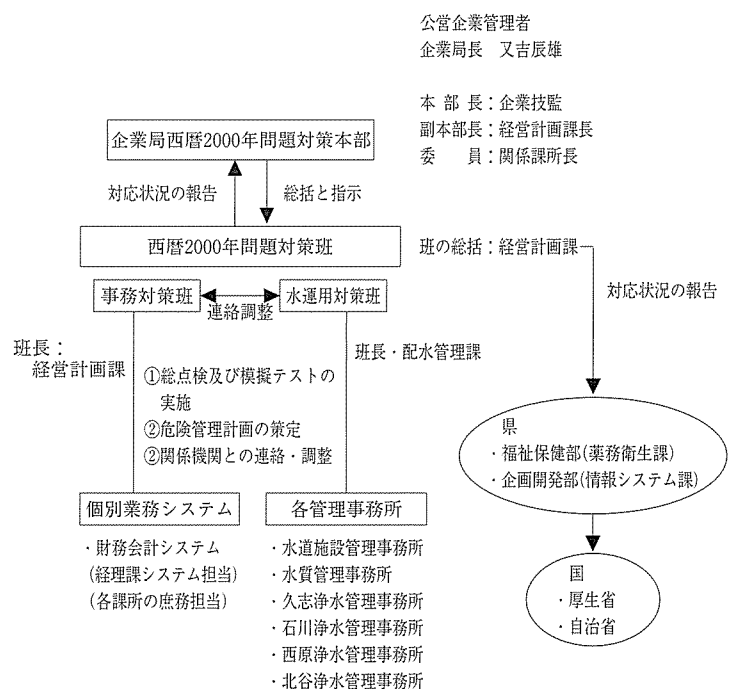 公営企業管理者
企業局長　又吉辰雄
本部長：企業技監
副本部長：経営計画課長
委　員：関係課所長
企業局西暦2000年問題対策本部
対応状況の報告
総括と指示
西暦2000年問題対策班
班の総括：経営計画課
対応状況の報告
事務対策班
水運用対策班
連絡調整
班長：
経営計画課
班長・配水管理課
①総点検及び模擬テストの
実施
②危険管理計画の策定
②関係機関との連絡・調整
個別業務システム
・財務会計システム
(経理課システム担当)
(各課所の庶務担当)
各管理事務所
・水道施設管理事務所
・水質管理事務所
・久志浄水管理事務所
・石川浄水管理事務所
・西原浄水管理事務所
・北谷浄水管理事務所
県
・福祉保健部(薬務衛生課)
・企画開発部(情報システム課)
国
・厚生省
・自治省